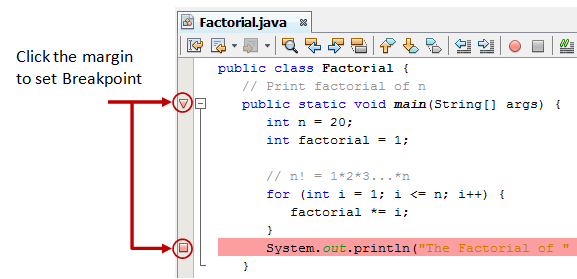 Factorial.java
Click the margin
to set Breakpoint
public class Factorial {
// Print factorial of n
public static void main(String[] args) {
int n = 20;
int factorial = 1;
// n! = 1*2*3...*n
for (int i = 1; i <= n; i++) {
factorial *= i;
}
System.out.println("The Factorial of "
}